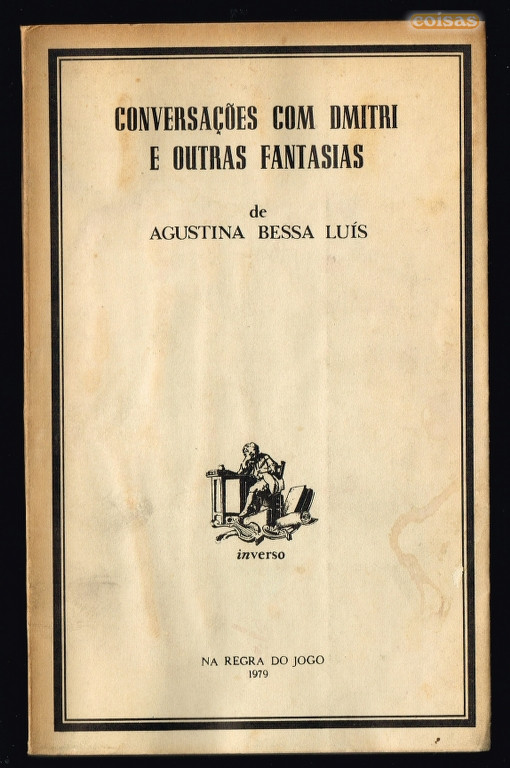 coisas
CONVERSAÇÕES COM DMITRI
E OUTRAS FANTASIAS
de
AGUSTINA BESSA LUÍS
inverso
NA REGRA DO JOGO
1979